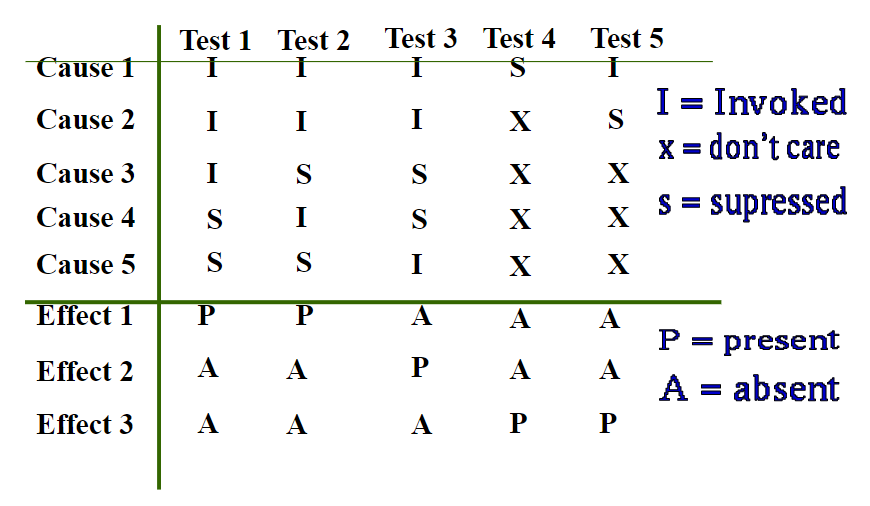 Test 1 Test 2 Test 3 Test 4 Test 5
Cause 1 I I I S I
Cause 2 I I I X S
Cause 3 I S S X X
Cause 4 S I S X X
Cause 5 S S I X X
Effect 1 P P A A A
Effect 2 A A P A A
Effect 3 A A A P P
I = Invoked
x = don't care
s = supressed
P = present
A = absent